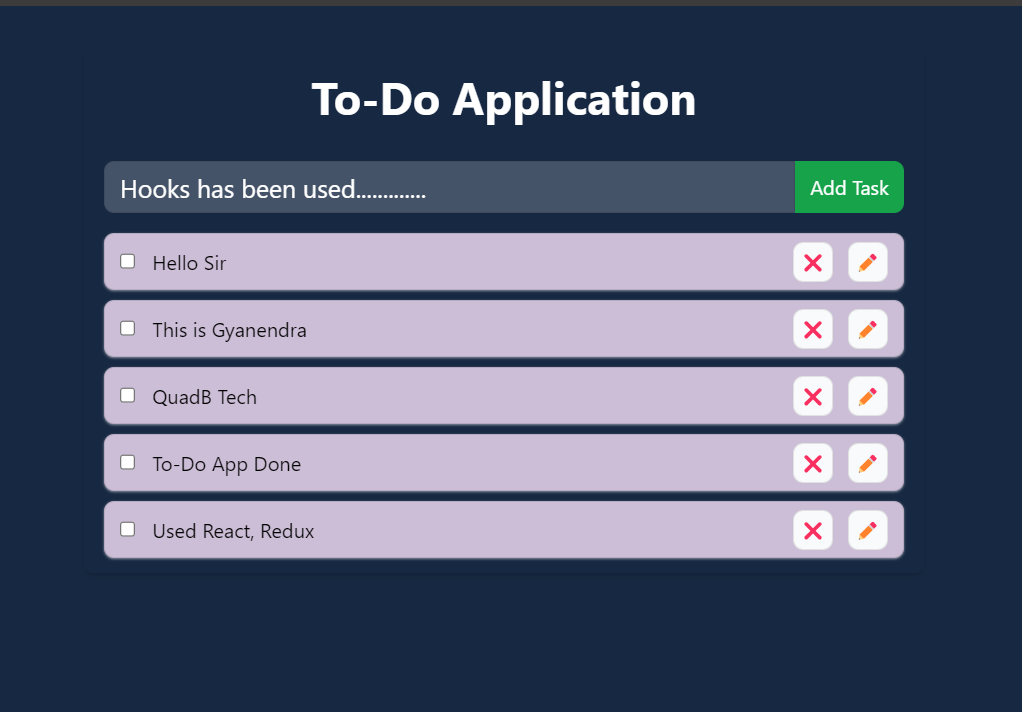 To-Do Application
Hooks has been used............. Add Task
Hello Sir
This is Gyanendra
QuadB Tech
To-Do App Done
Used React, Redux